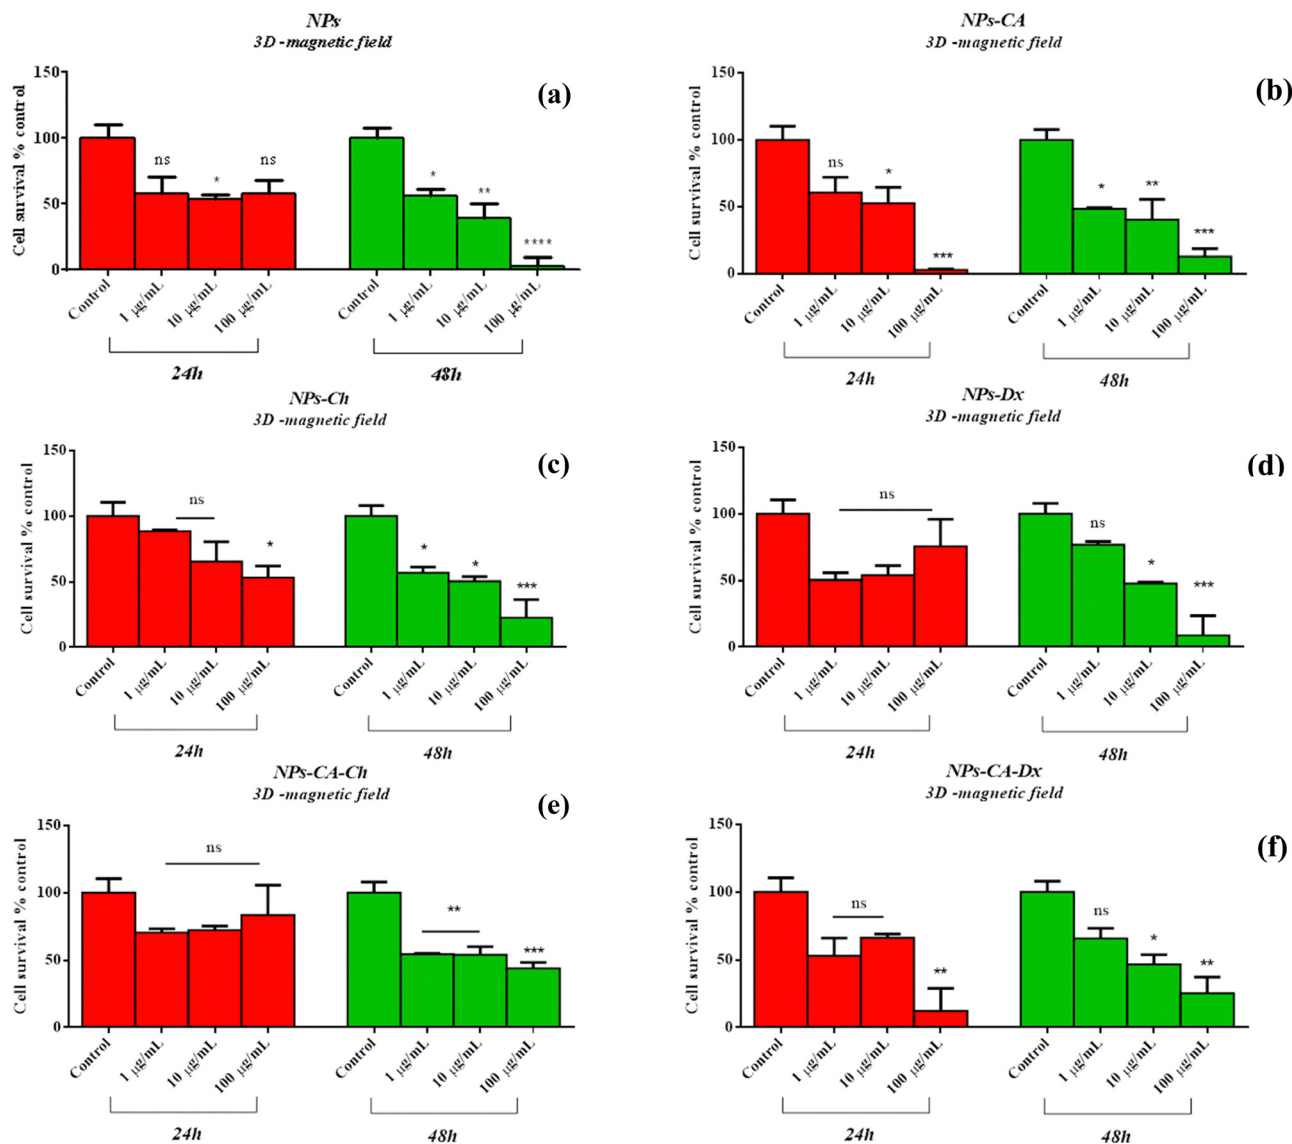 NPs
3D -magnetic field
(a)
Cell survival % control
150
100
50
0
ns
*
ns
*
**
****
Control
1 µg/mL
10 µg/mL
100 µg/mL
Control
1 µg/mL
10 µg/mL
100 µg/mL
24h
48h
NPs-CA
3D -magnetic field
(b)
Cell survival % control
150
100
50
0
ns
*
***
*
**
***
Control
1 µg/mL
10 µg/mL
100 µg/mL
Control
1 µg/mL
10 µg/mL
100 µg/mL
24h
48h
NPs-Ch
3D -magnetic field
(c)
Cell survival % control
150
100
50
0
ns
*
*
*
***
Control
1 µg/mL
10 µg/mL
100 µg/mL
Control
1 µg/mL
10 µg/mL
100 µg/mL
24h
48h
NPs-Dx
3D -magnetic field
(d)
Cell survival % control
150
100
50
0
ns
ns
*
***
Control
1 µg/mL
10 µg/mL
100 µg/mL
Control
1 µg/mL
10 µg/mL
100 µg/mL
24h
48h
NPs-CA-Ch
3D -magnetic field
(e)
Cell survival % control
150
100
50
0
ns
**
***
Control
1 µg/mL
10 µg/mL
100 µg/mL
Control
1 µg/mL
10 µg/mL
100 µg/mL
24h
48h
NPs-CA-Dx
3D -magnetic field
(f)
Cell survival % control
150
100
50
0
ns
**
ns
*
**
Control
1 µg/mL
10 µg/mL
100 µg/mL
Control
1 µg/mL
10 µg/mL
100 µg/mL
24h
48h